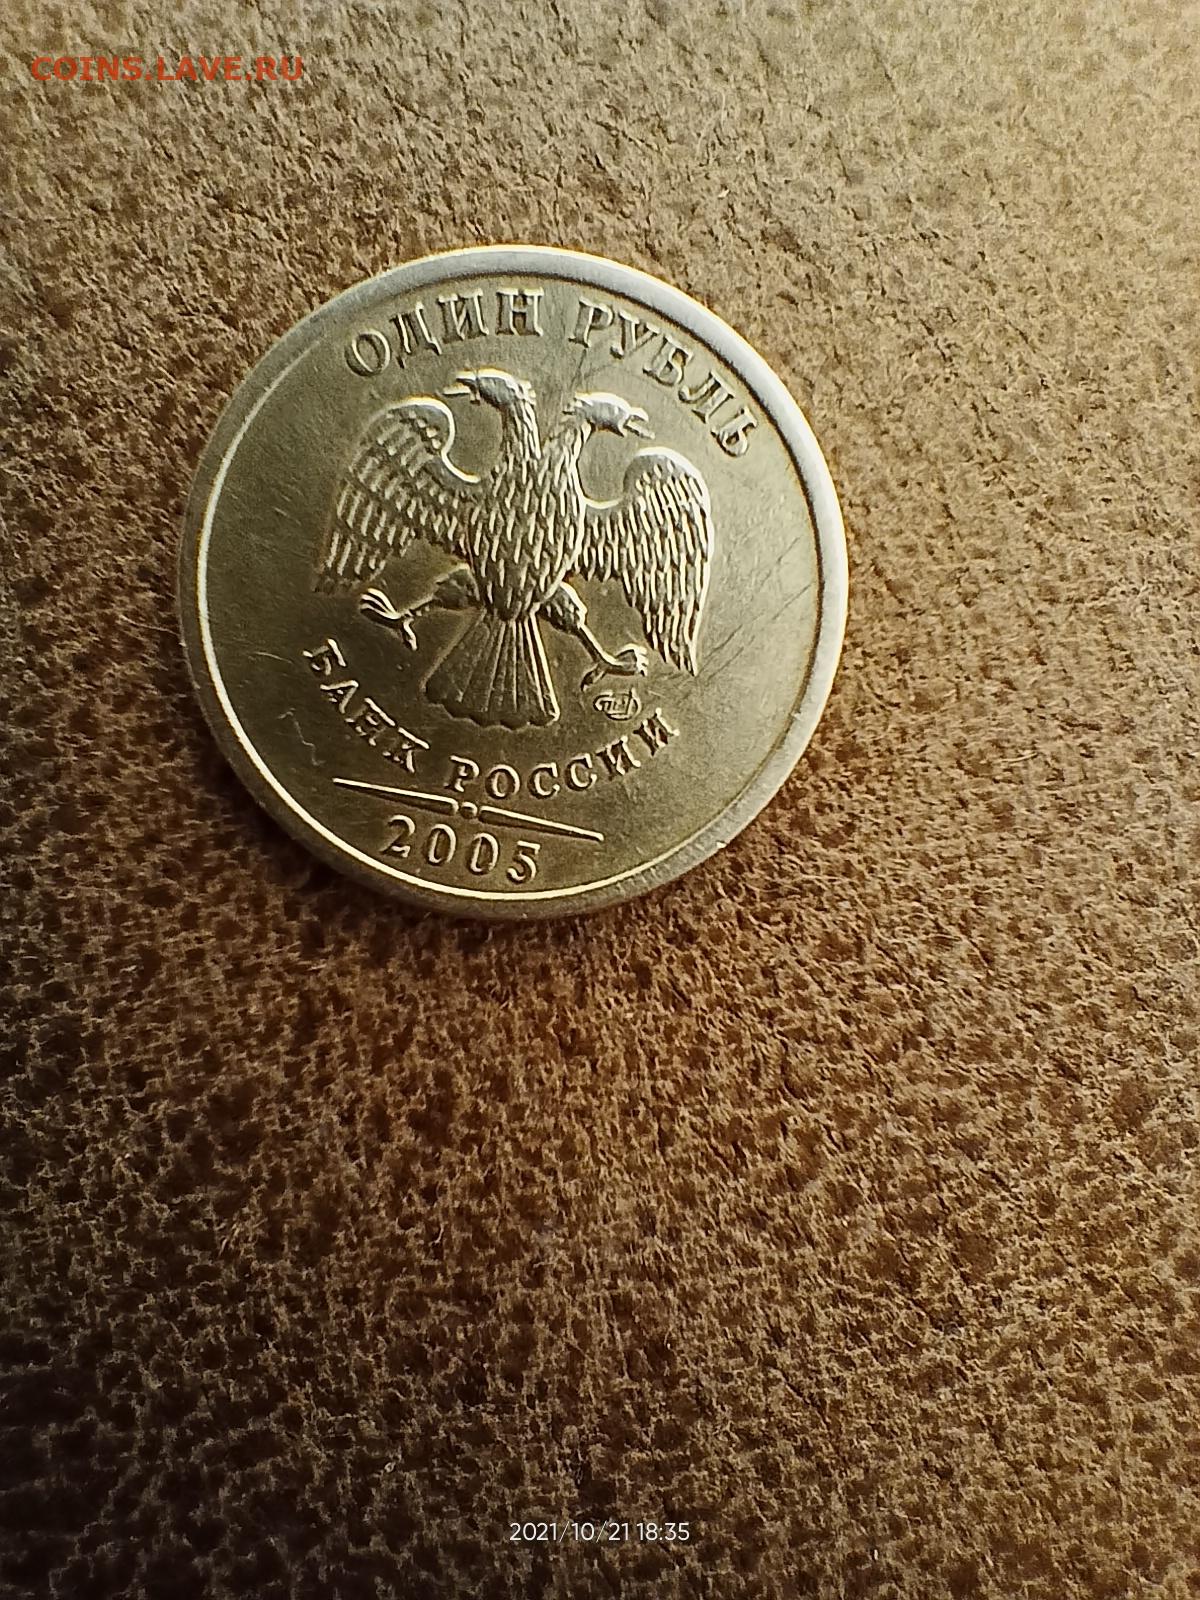 COINS.LAVE.RU
ОДИН РУБЛЬ
БАНК РОССИИ
2005
2021/10/21 18:35